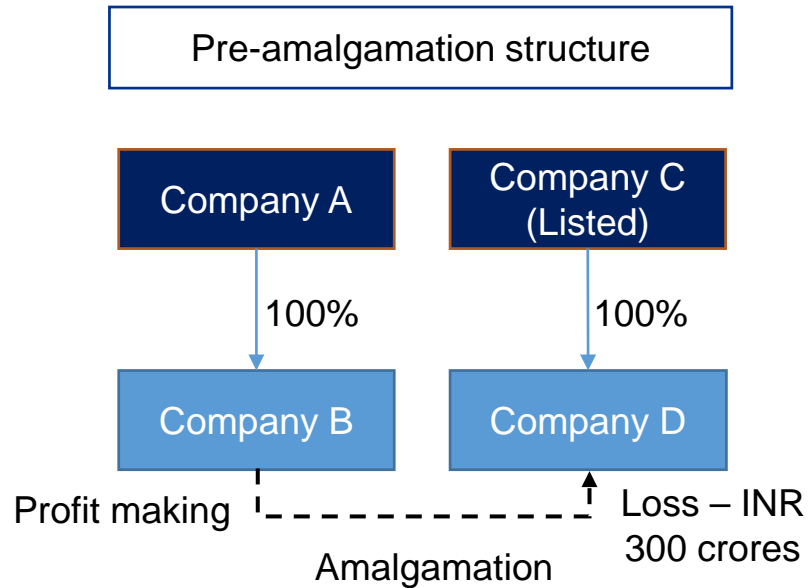 Pre-amalgamation structure
Company A
Company C
(Listed)
100%
100%
Company B
Company D
Profit making
Loss – INR
300 crores
Amalgamation